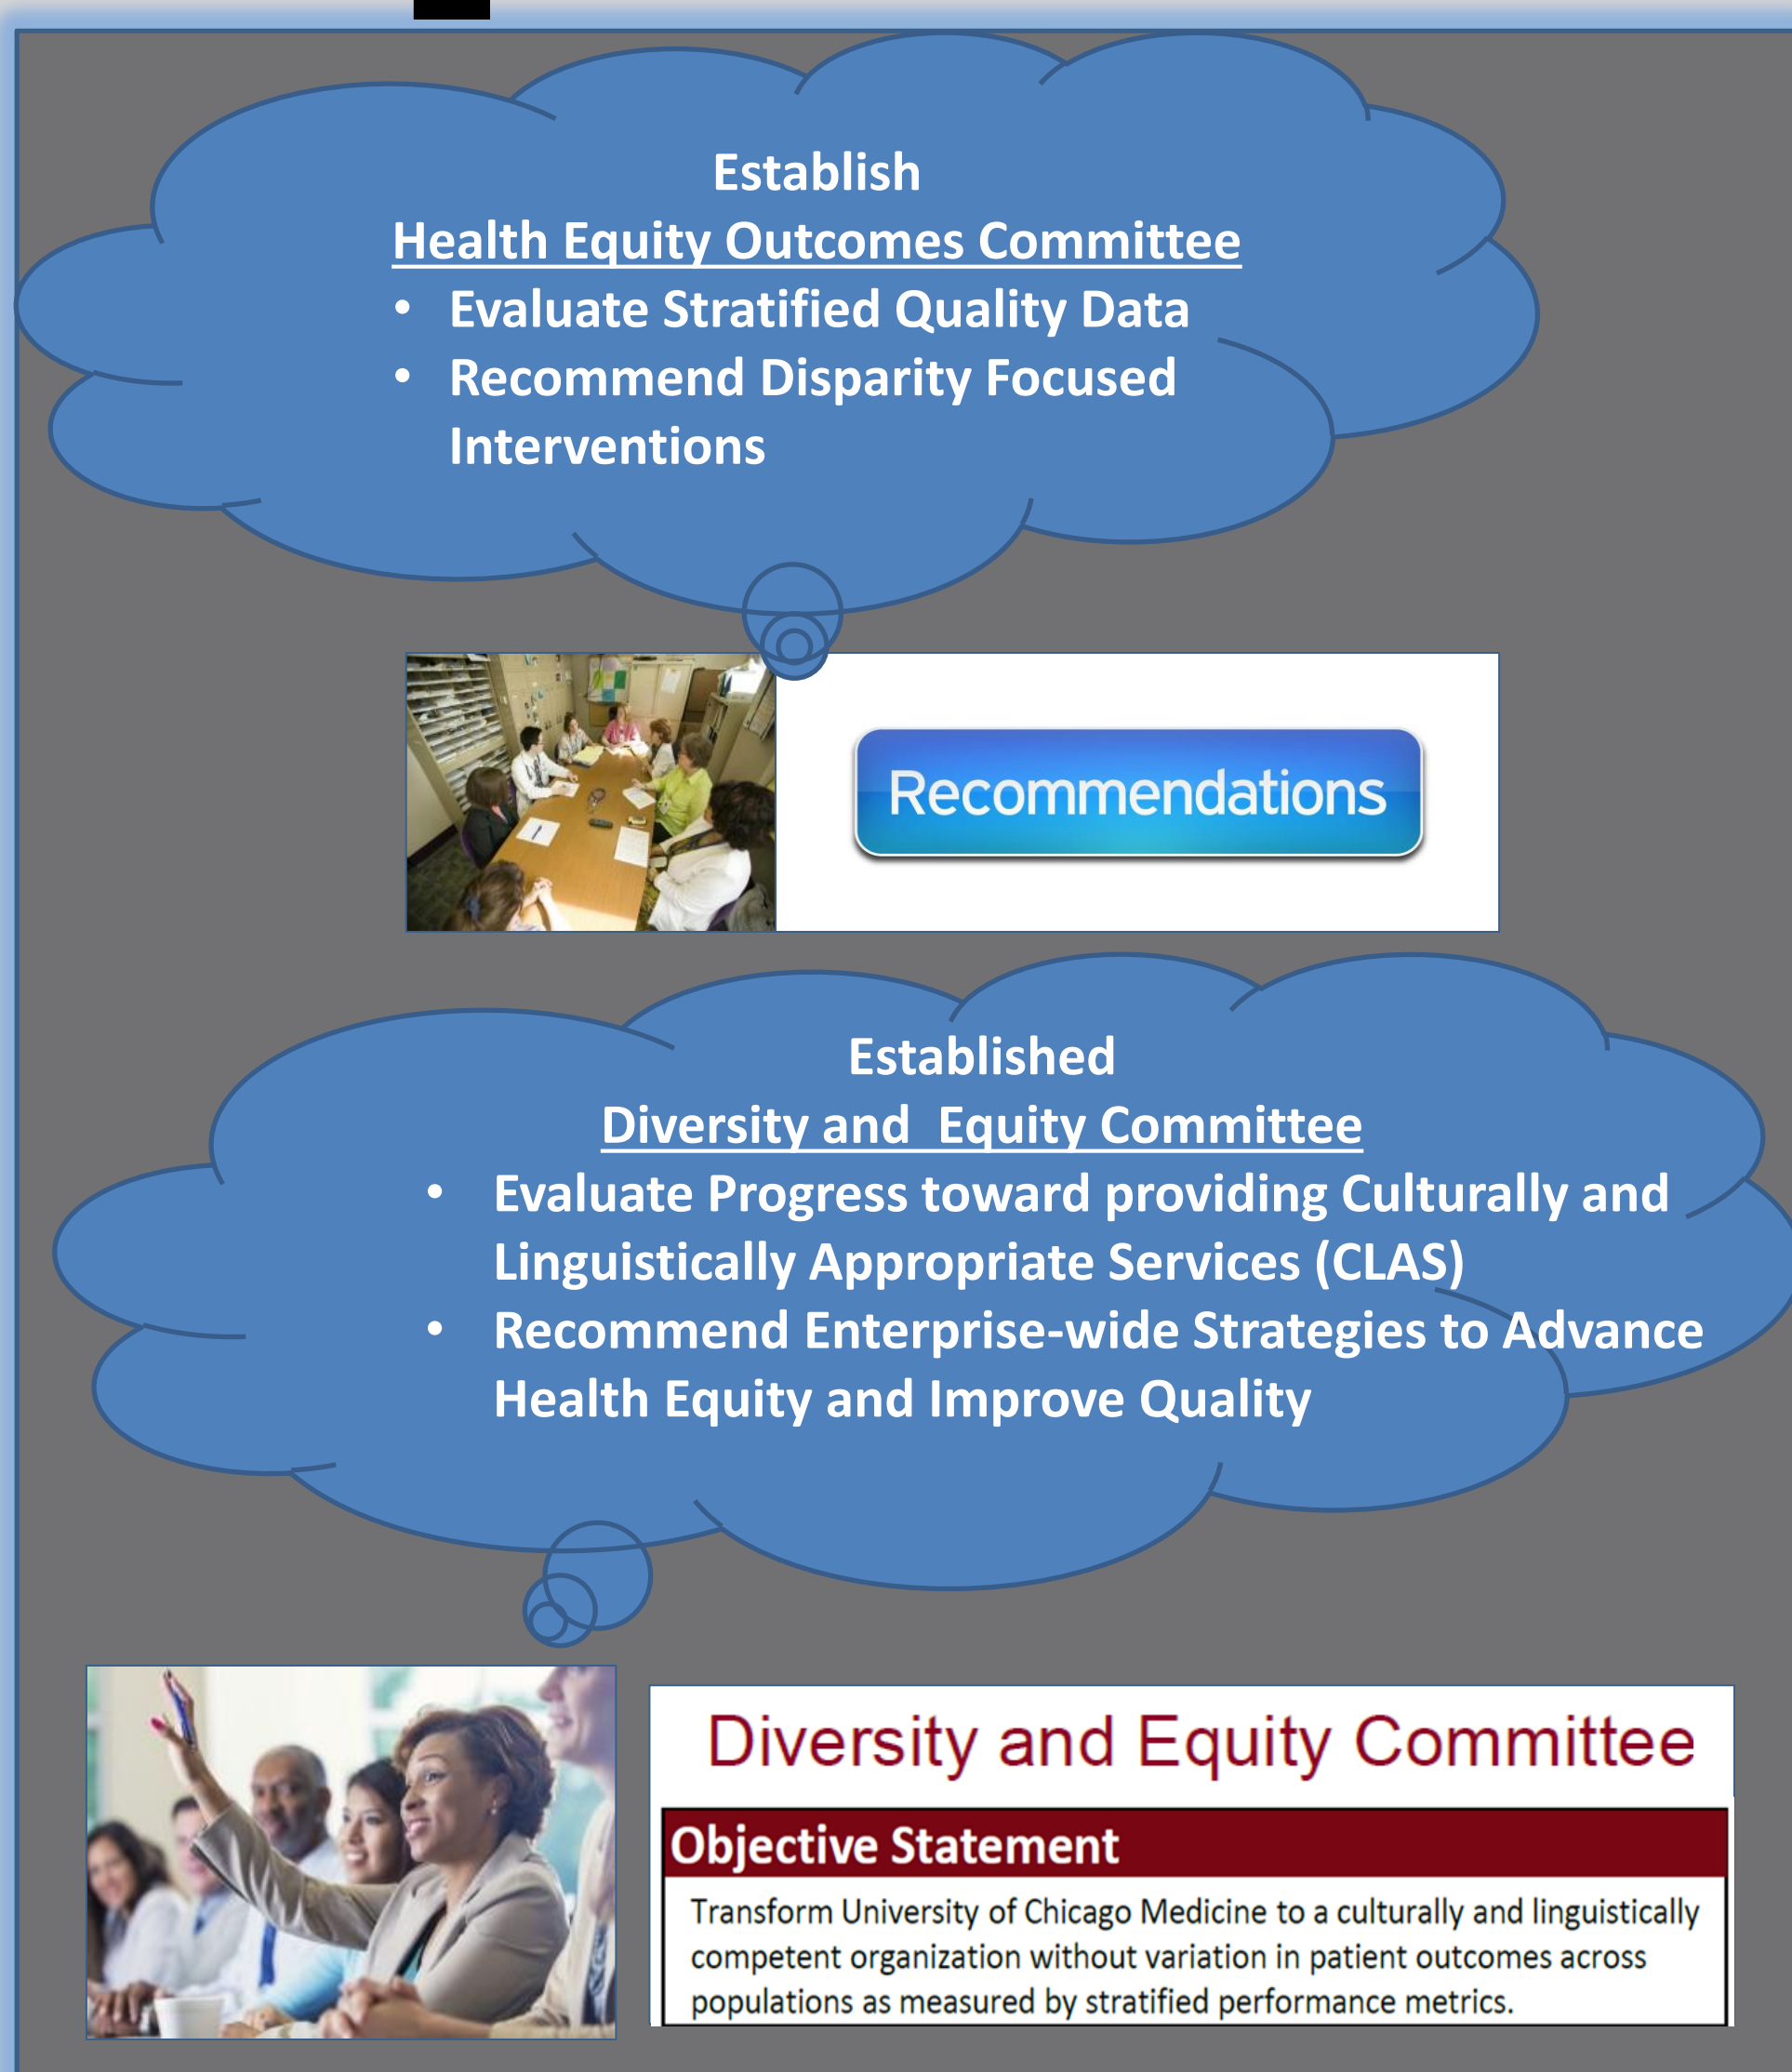 Establish
Health Equity Outcomes Committee
• Evaluate Stratified Quality Data
• Recommend Disparity Focused
Interventions
Recommendations
Established
Diversity and  Equity Committee
• Evaluate Progress toward providing Culturally and
Linguistically Appropriate Services (CLAS)
• Recommend Enterprise-wide Strategies to Advance
Health Equity and Improve Quality
Diversity and Equity Committee
Objective Statement
Transform University of Chicago Medicine to a culturally and linguistically
competent organization without variation in patient outcomes across
populations as measured by stratified performance metrics.